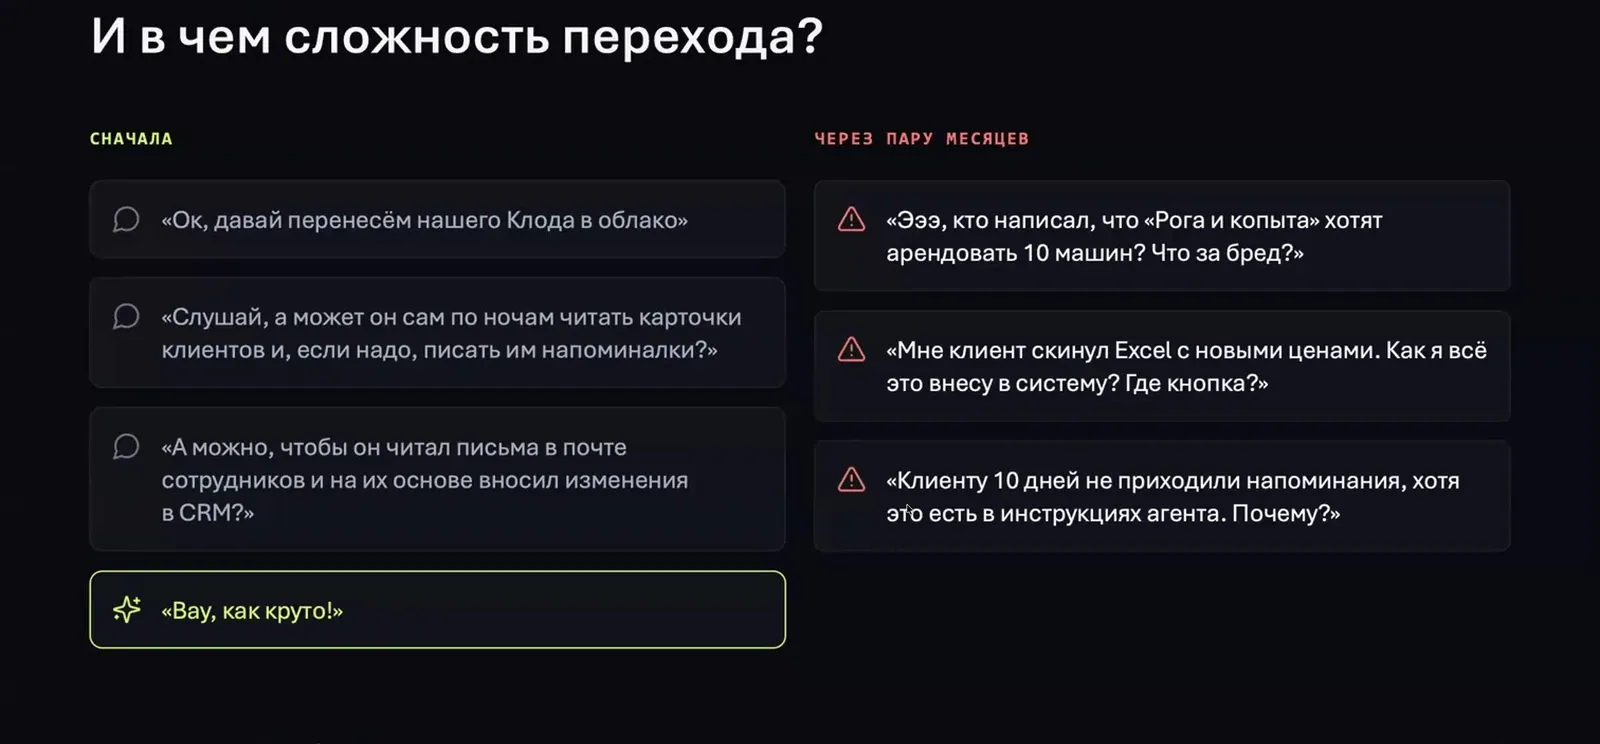 И в чем сложность перехода?
СНАЧАЛА
«Ок, давай перенесём нашего Клода в облако»
«Слушай, а может он сам по ночам читать карточки
клиентов и, если надо, писать им напоминалки?»
«А можно, чтобы он читал письма в почте
сотрудников и на их основе вносил изменения
в CRM?»
«Вау, как круто!»
ЧЕРЕЗ ПАРУ МЕСЯЦЕВ
«Эээ, кто написал, что «Рога и копыта» хотят
арендовать 10 машин? Что за бред?»
«Мне клиент скинул Excel с новыми ценами. Как я всё
это внесу в систему? Где кнопка?»
«Клиенту 10 дней не приходили напоминания, хотя
это есть в инструкциях агента. Почему?»